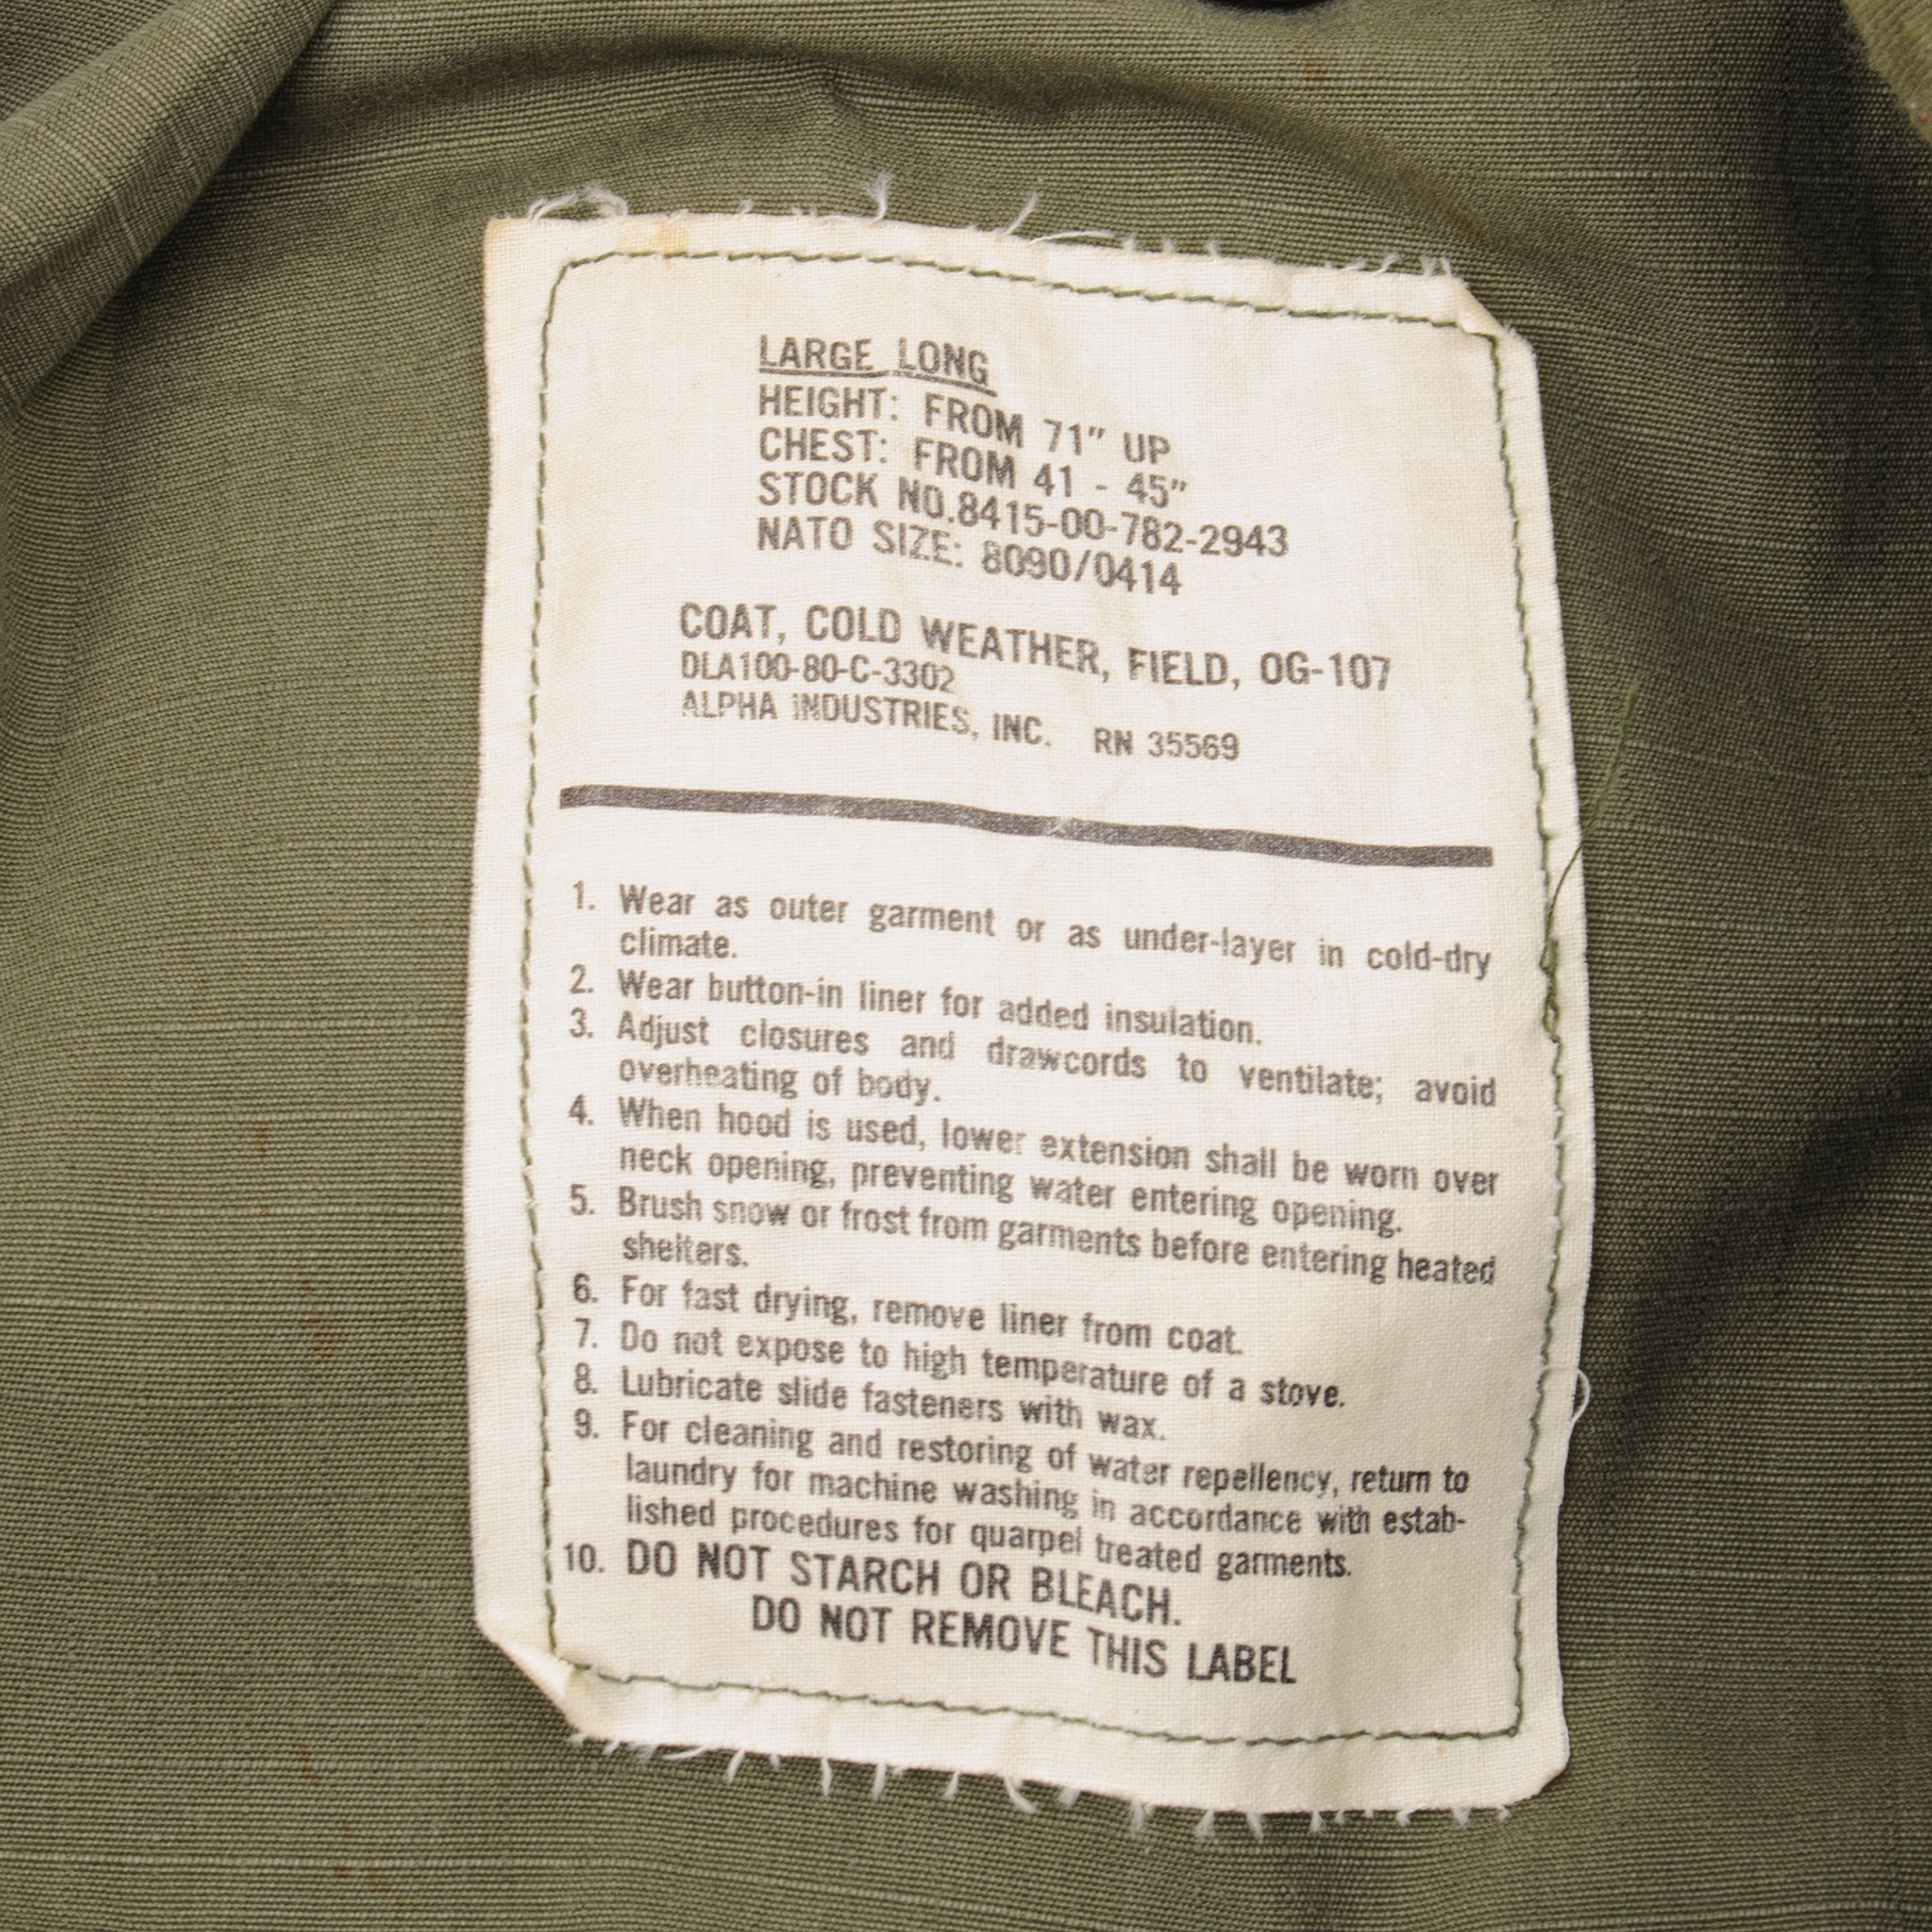 LARGE LONG
HEIGHT: FROM 71" UP
CHEST: FROM 41 - 45"
STOCK NO.8415-00-782-2943
NATO SIZE: 8090/0414
COAT, COLD WEATHER, FIELD, OG-107
DLA100-80-C-3302
ALPHA INDUSTRIES, INC. RN 35569
1. Wear as outer garment or as under-layer in cold-dry
climate.
2. Wear button-in liner for added insulation.
3. Adjust closures and drawcords to ventilate; avoid
overheating of body.
4. When hood is used, lower extension shall be worn over
neck opening, preventing water entering opening.
5. Brush snow or frost from garments before entering heated
shelters.
6. For fast drying, remove liner from coat.
7. Do not expose to high temperature of a stove.
8. Lubricate slide fasteners with wax.
9. For cleaning and restoring of water repellency, return to
laundry for machine washing in accordance with estab-
lished procedures for quarpel treated garments.
10. DO NOT STARCH OR BLEACH.
DO NOT REMOVE THIS LABEL